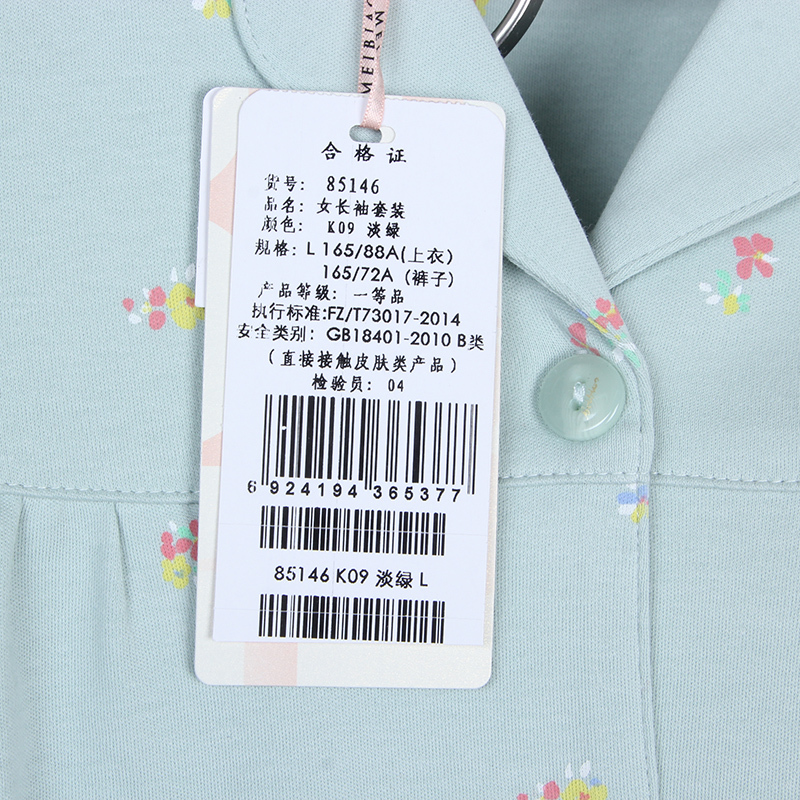 MEIBIAO
合格证
货号: 85146
品名: 女长袖套装
颜色: K09 淡绿
规格: L 165/88A(上衣)
165/72A (裤子)
产品等级: 一等品
执行标准:FZ/T73017-2014
安全类别: GB18401-2010 B类
(直接接触皮肤类产品)
检验员: 04
6 924194 365377
85146 K09 淡绿 L